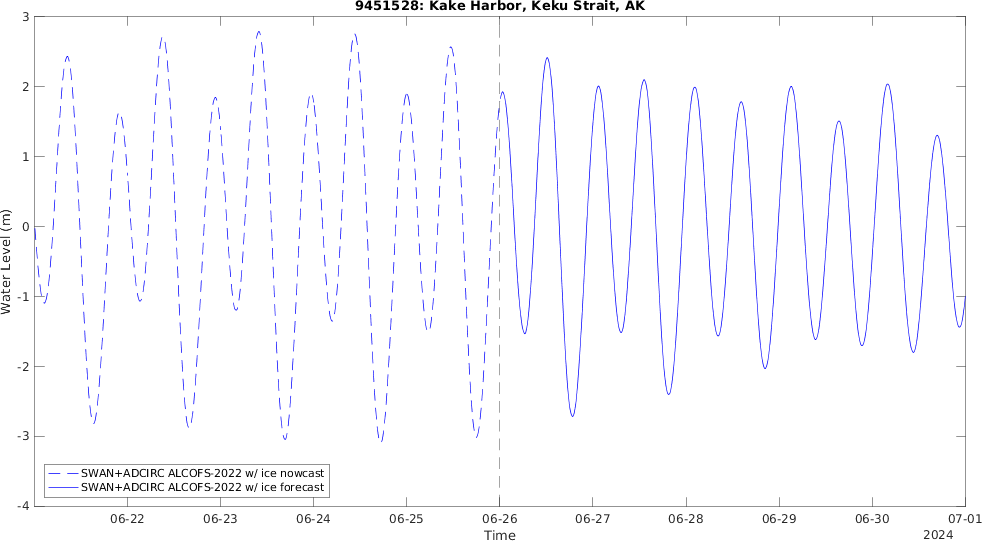 9451528: Kake Harbor, Keku Strait, AK
3
2
1
0
-1
-2
-3
-4
Water Level (m)
SWAN+ADCIRC ALCOFS-2022 w/ ice nowcast
SWAN+ADCIRC ALCOFS-2022 w/ ice forecast
06-22 06-23 06-24 06-25 06-26 06-27 06-28 06-29 06-30 07-01
Time
2024